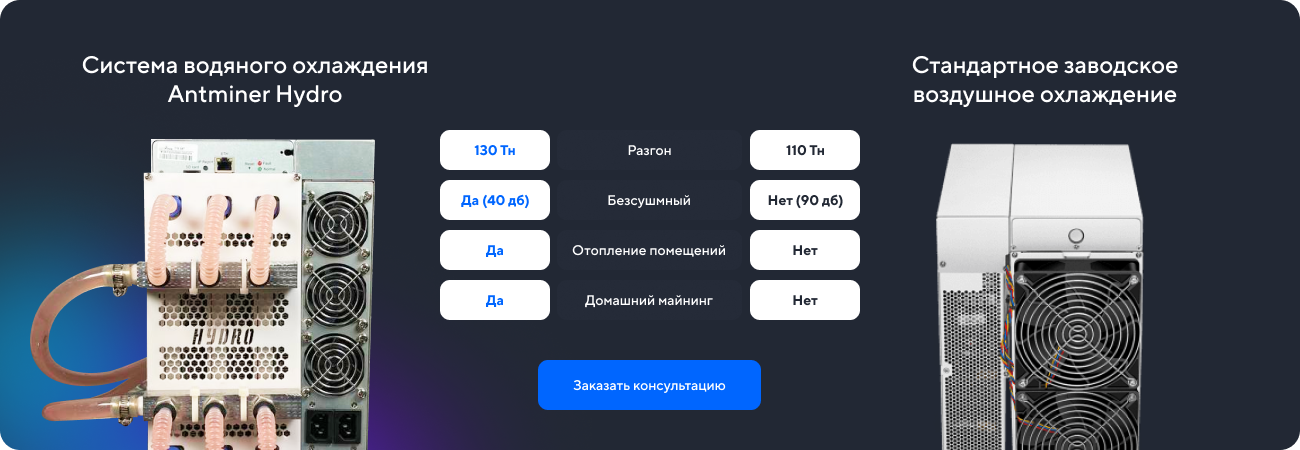 Система водяного охлаждения
Antminer Hydro
Стандартное заводское
воздушное охлаждение
130 Тн
Разгон
110 Тн
Да (40 дб)
Безсушмный
Нет (90 дб)
Да
Отопление помещений
Нет
Да
Домашний майнинг
Нет
HYDRO
Заказать консультацию